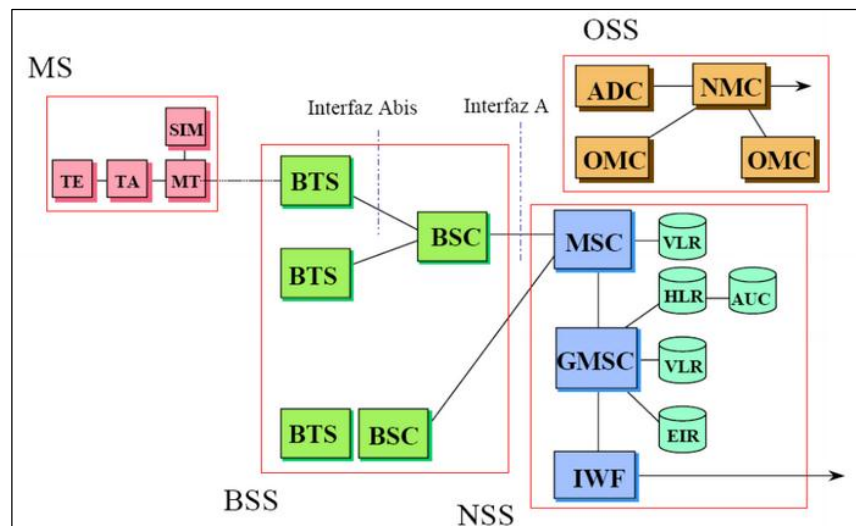 OSS
MS
ADC
NMC
Interfaz Abis
Interfaz A
SIM
OMC
OMC
TE
TA
MT
BTS
BSC
MSC
VLR
BTS
HLR
AUC
GMSC
VLR
BTS
BSC
EIR
IWF
BSS
NSS